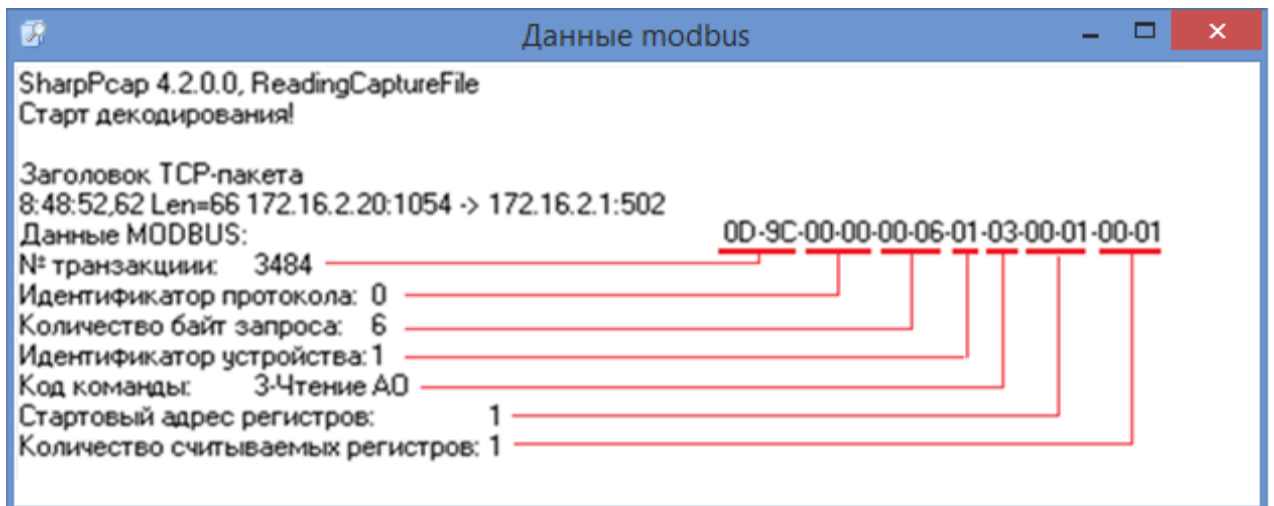 Данные modbus
SharpPcap 4.2.0.0, ReadingCaptureFile
Старт декодирования!
Заголовок TCP-пакета
8:48:52,62 Len=66 172.16.2.20:1054 -> 172.16.2.1:502
Данные MODBUS: 0D-9C-00-00-00-06-01-03-00-01-00-01
№ транзакциии: 3484
Идентификатор протокола: 0
Количество байт запроса: 6
Идентификатор устройства: 1
Код команды: 3-Чтение AO
Стартовый адрес регистров: 1
Количество считываемых регистров: 1